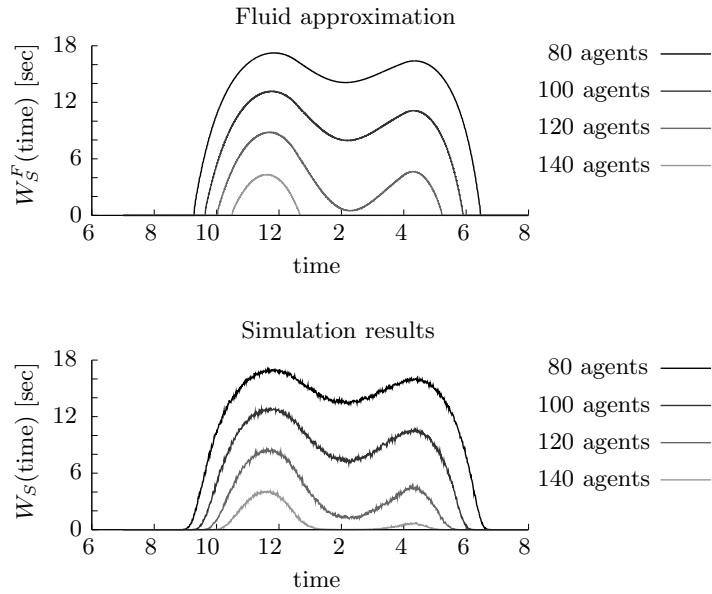 Fluid approximation
W_S^F(time) [sec]
18
12
6
0
6 8 10 12 2 4 6 8
time
80 agents
100 agents
120 agents
140 agents
Simulation results
W_S(time) [sec]
18
12
6
0
6 8 10 12 2 4 6 8
time
80 agents
100 agents
120 agents
140 agents